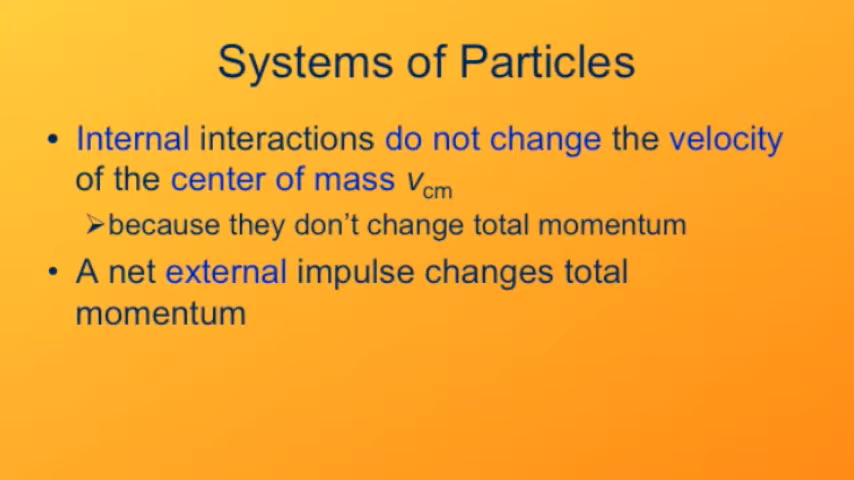 Systems of Particles
• Internal interactions do not change the velocity
of the center of mass vcm
➢because they don’t change total momentum
• A net external impulse changes total
momentum